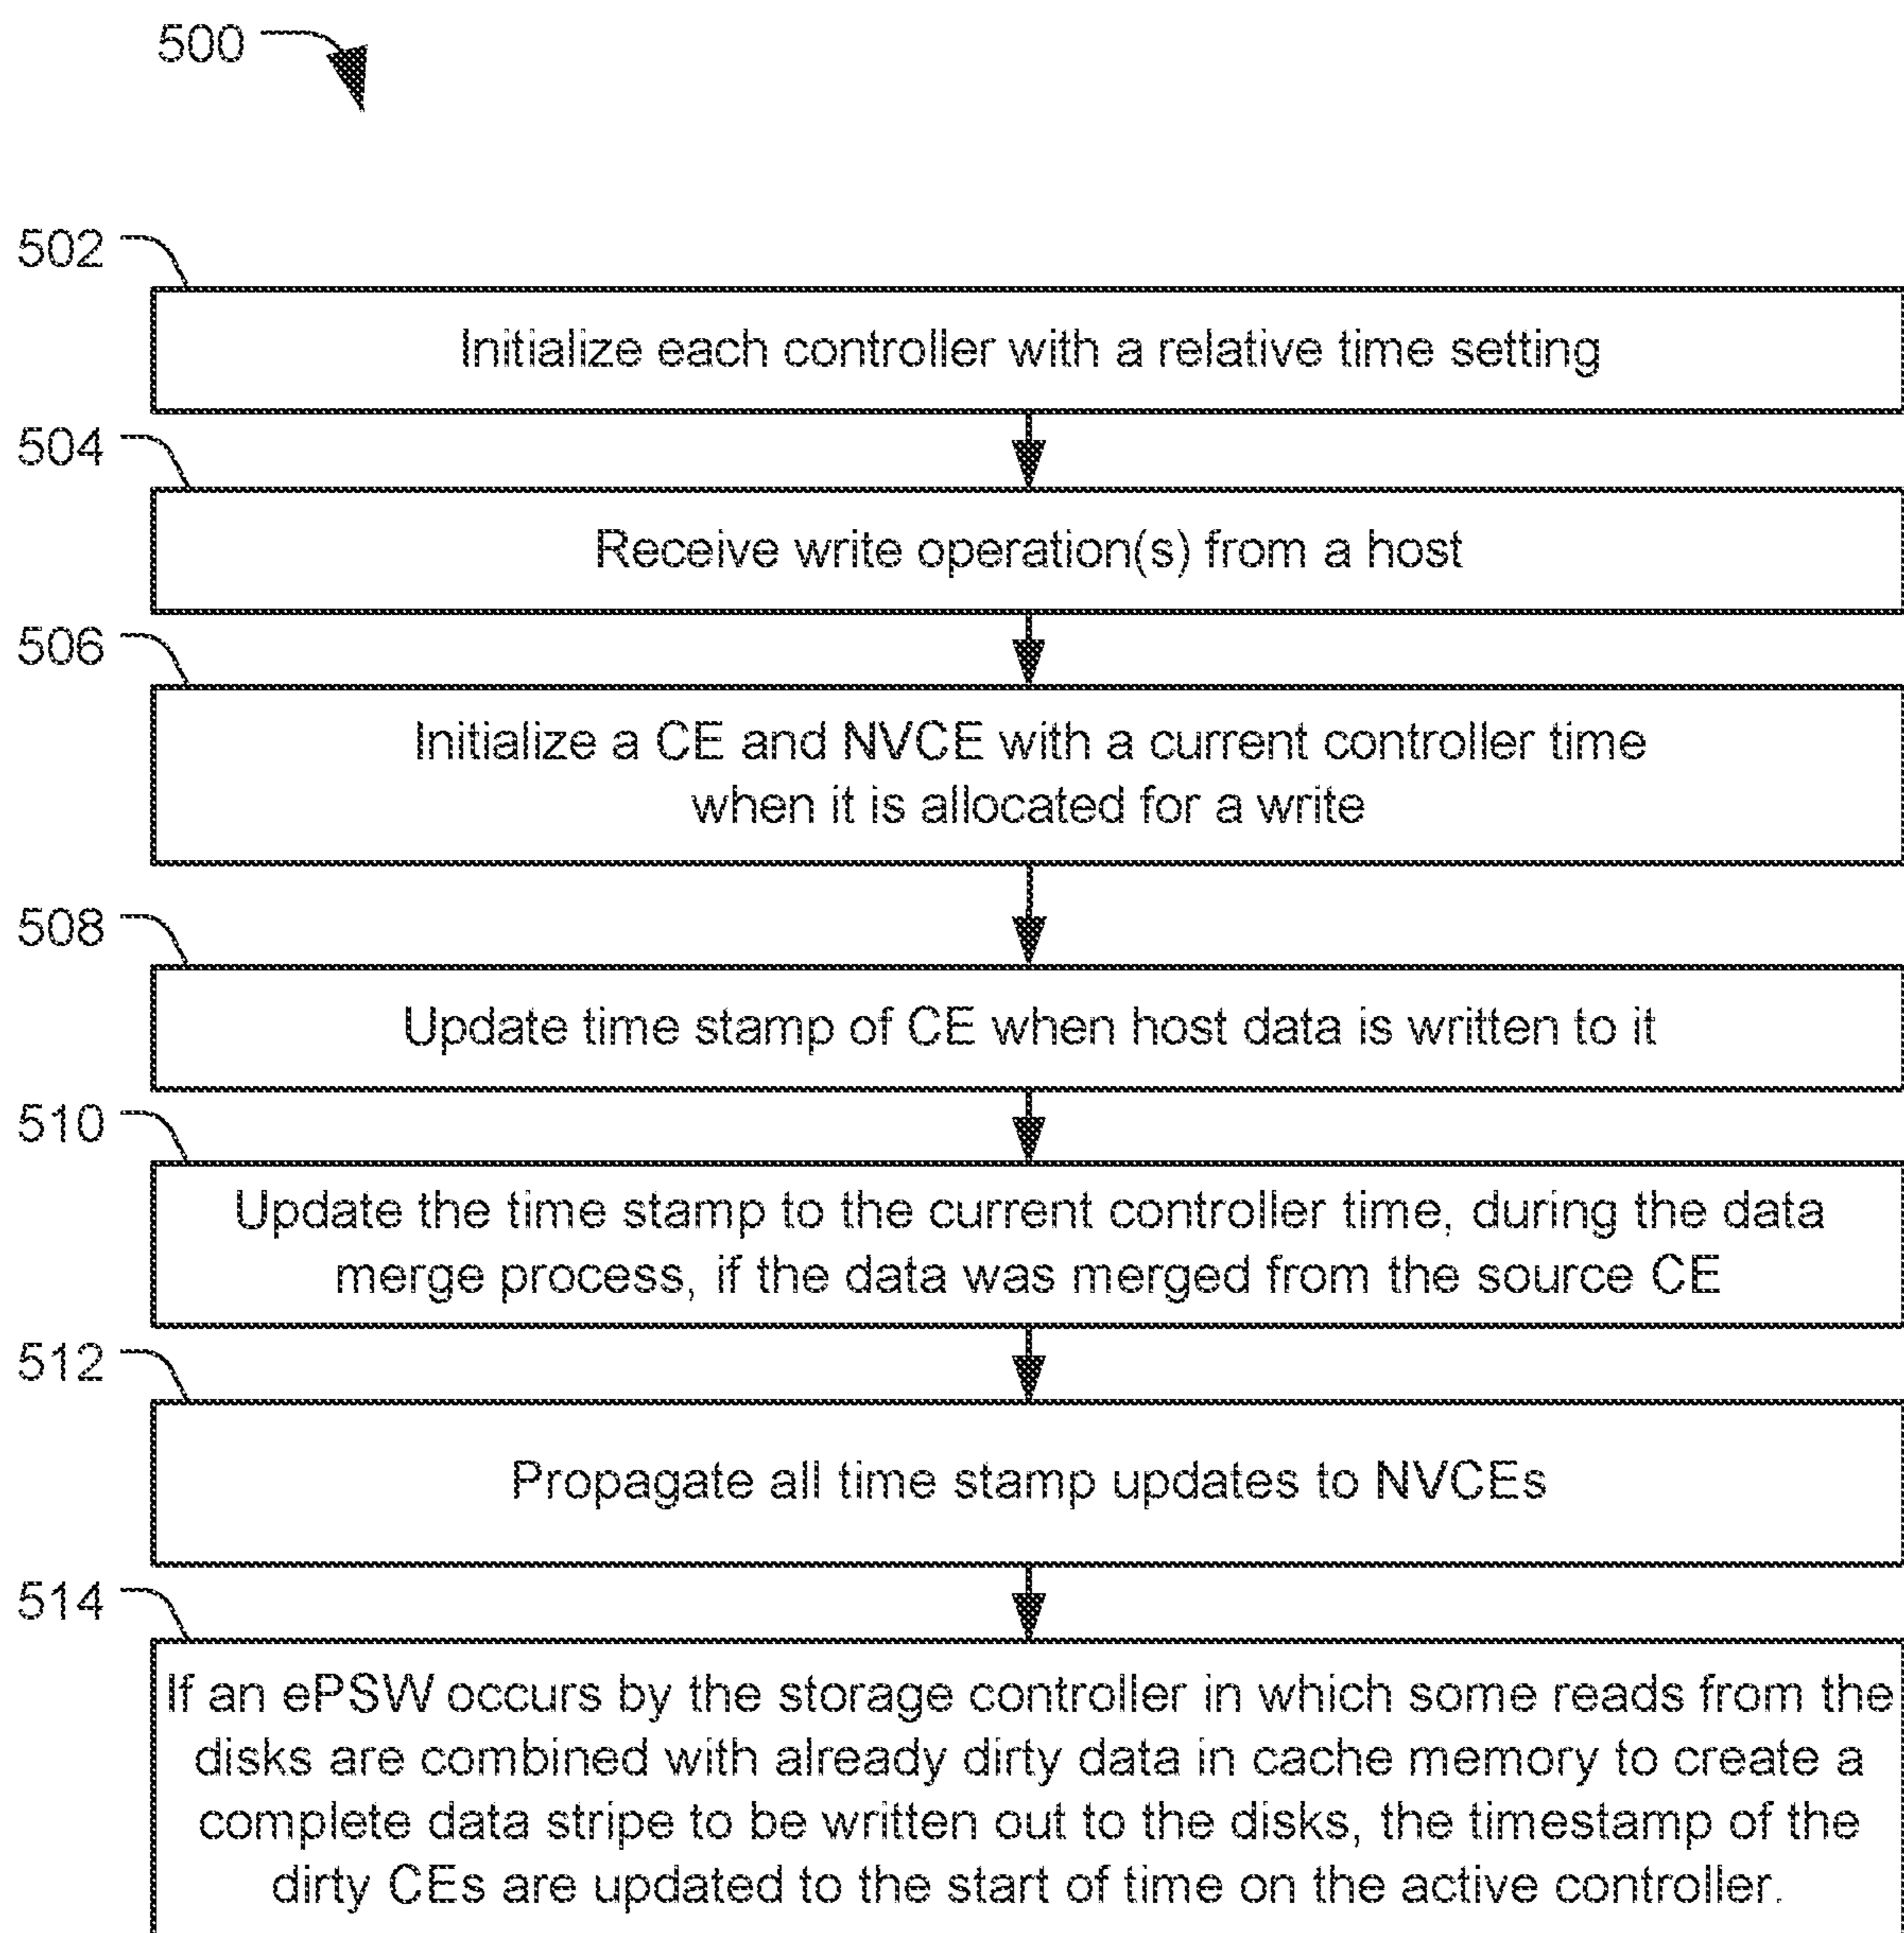 500
502
Initialize each controller with a relative time setting
504
Receive write operation(s) from a host
506
Initialize a CE and NVCE with a current controller time
when it is allocated for a write
508
Update time stamp of CE when host data is written to it
510
Update the time stamp to the current controller time, during the data
merge process, if the data was merged from the source CE
512
Propagate all time stamp updates to NVCEs
514
If an ePSW occurs by the storage controller in which some reads from the
disks are combined with already dirty data in cache memory to create a
complete data stripe to be written out to the disks, the timestamp of the
dirty CEs are updated to the start of time on the active controller.